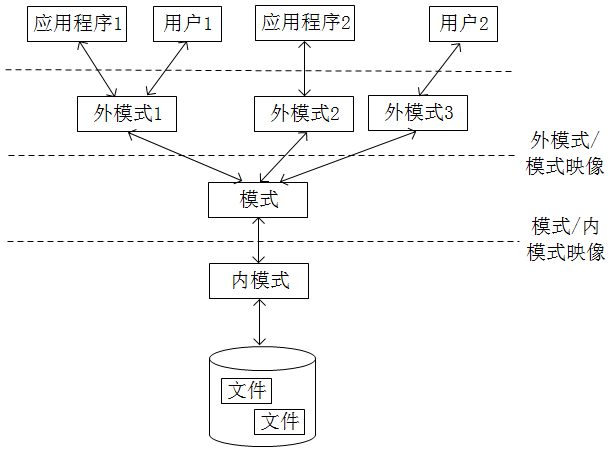 应用程序1
用户1
应用程序2
用户2
外模式1
外模式2
外模式3
外模式/
模式映像
模式
模式/内
模式映像
内模式
文件
文件